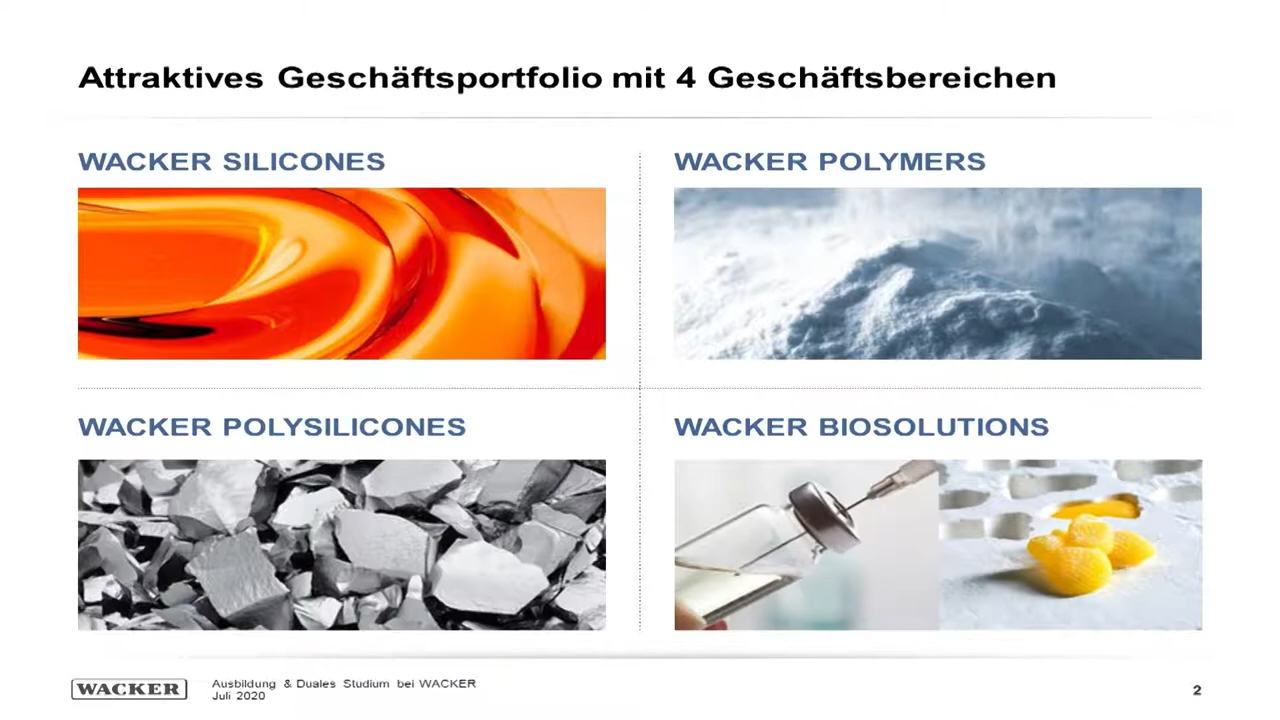 Attraktives Geschäftsportfolio mit 4 Geschäftsbereichen
WACKER SILICONES
WACKER POLYMERS
WACKER POLYSILICONES
WACKER BIOSOLUTIONS
WACKER
Ausbildung & Duales Studium bei WACKER
Juli 2020
2